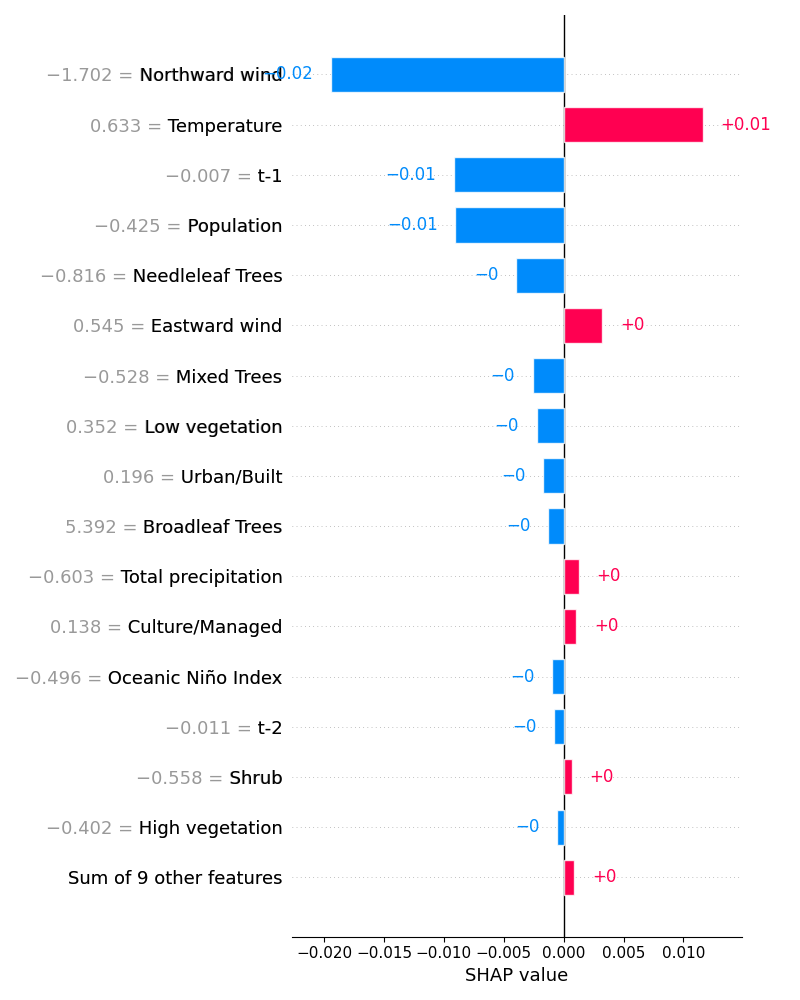 −1.702 = Northward wind −0.02
0.633 = Temperature +0.01
−0.007 = t-1 −0.01
−0.425 = Population −0.01
−0.816 = Needleleaf Trees −0
0.545 = Eastward wind +0
−0.528 = Mixed Trees −0
0.352 = Low vegetation −0
0.196 = Urban/Built −0
5.392 = Broadleaf Trees −0
−0.603 = Total precipitation +0
0.138 = Culture/Managed +0
−0.496 = Oceanic Niño Index −0
−0.011 = t-2 −0
−0.558 = Shrub +0
−0.402 = High vegetation −0
Sum of 9 other features +0
−0.020 −0.015 −0.010 −0.005 0.000 0.005 0.010
SHAP value